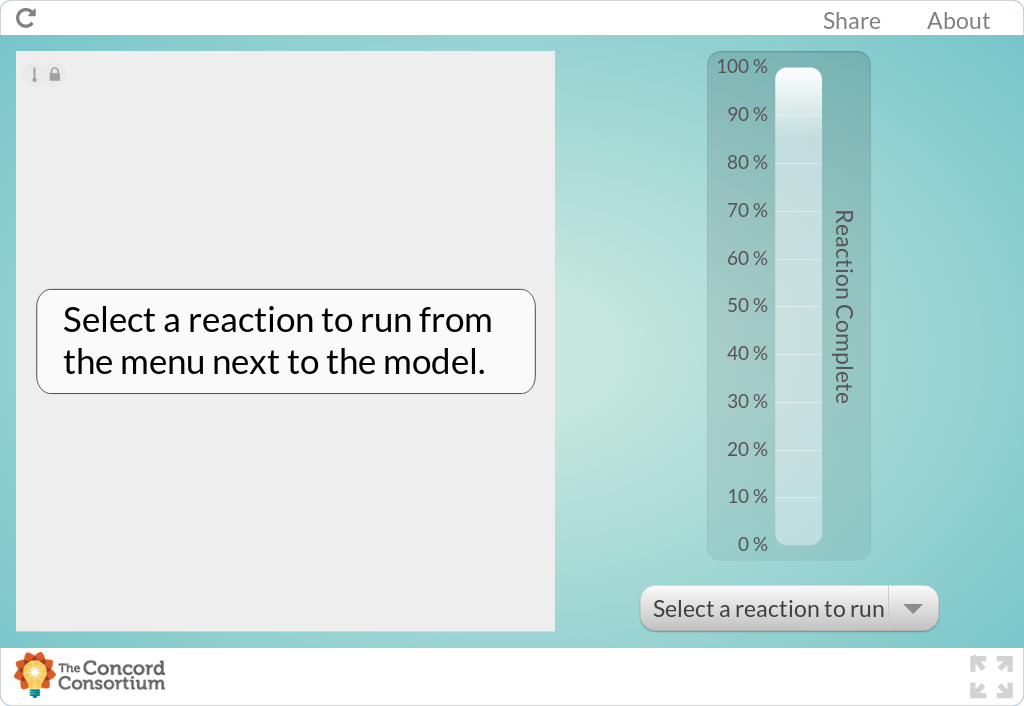 Share About
Select a reaction to run from
the menu next to the model.
100 %
90 %
80 %
70 %
60 %
50 %
40 %
30 %
20 %
10 %
0 %
Reaction Complete
Select a reaction to run
The Concord
Consortium